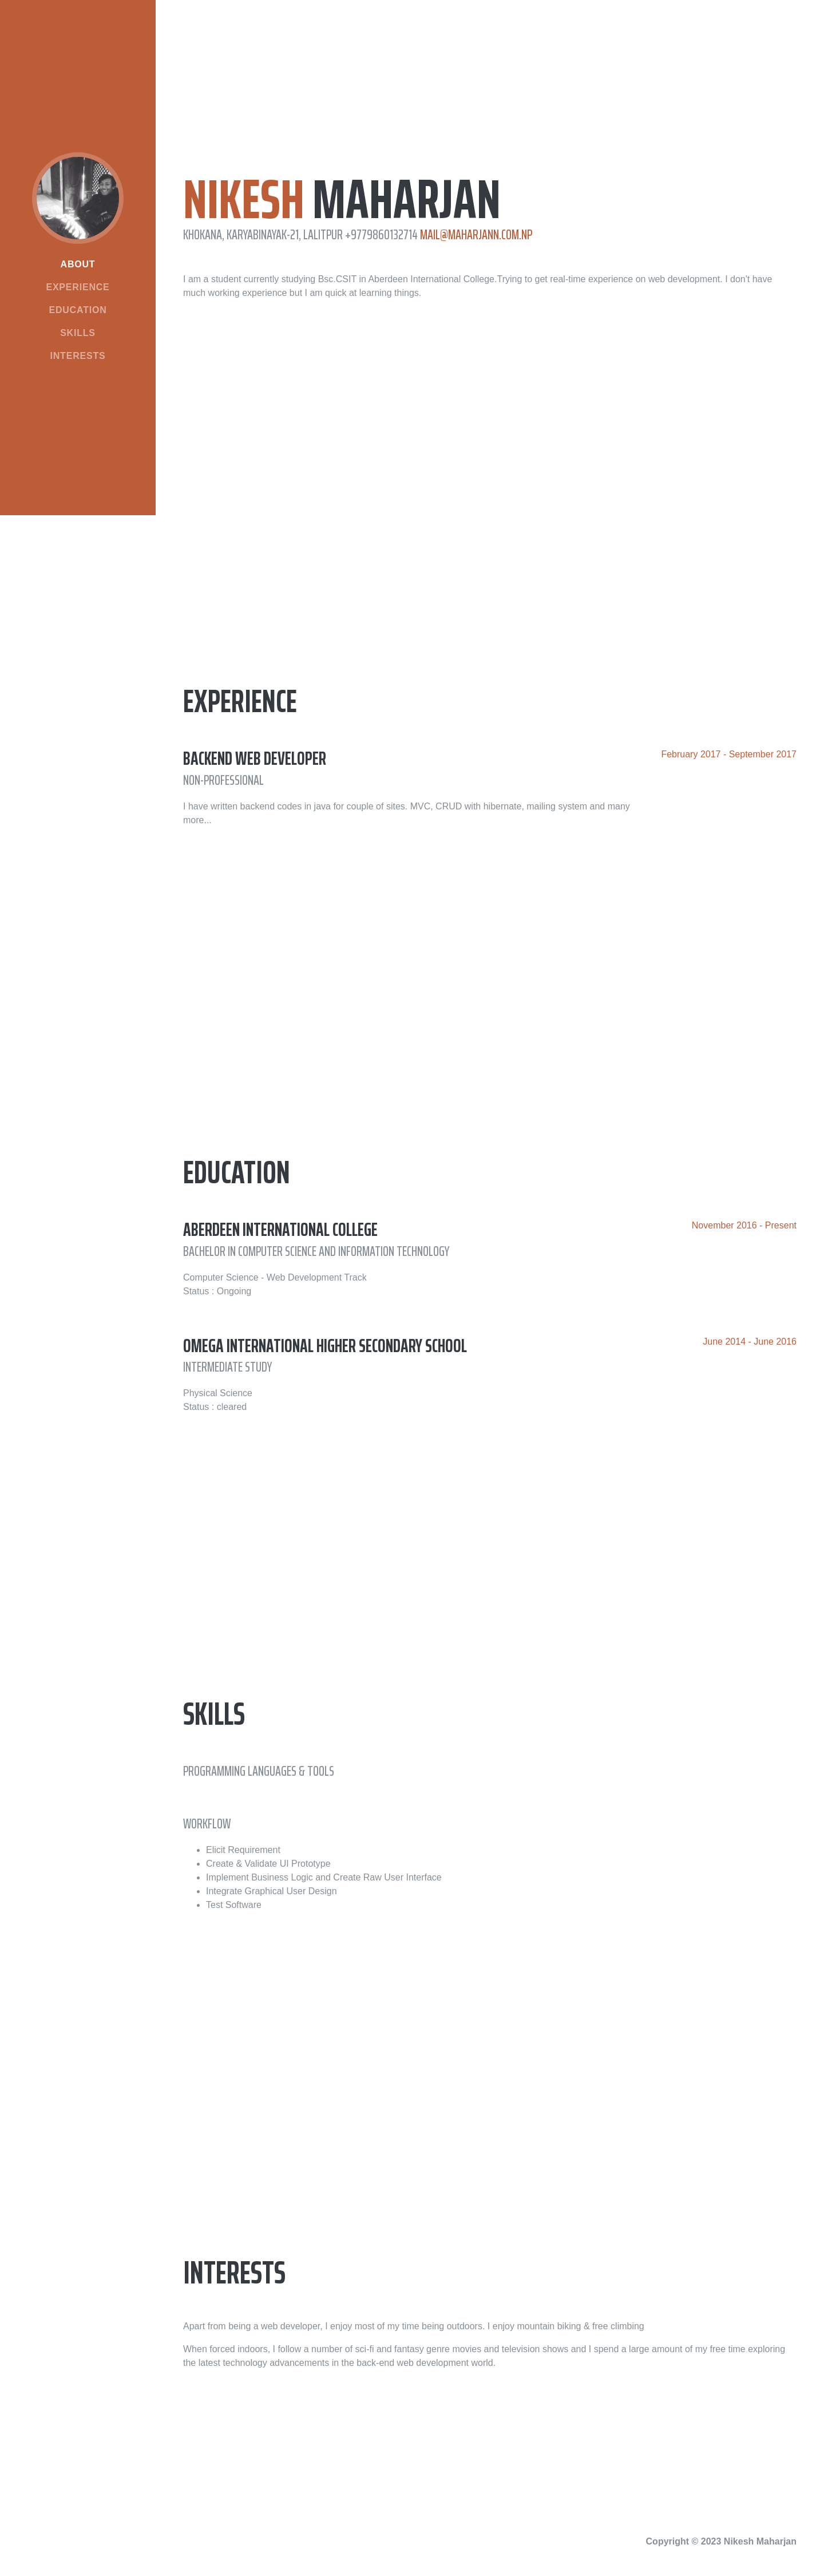 ABOUT
EXPERIENCE
EDUCATION
SKILLS
INTERESTS
NIKESH MAHARJAN
KHOKANA, KARYABINAYAK-21, LALITPUR +9779860132714 MAIL@MAHARJANN.COM.NP
I am a student currently studying Bsc.CSIT in Aberdeen International College.Trying to get real-time experience on web development. I don't have
much working experience but I am quick at learning things.
EXPERIENCE
BACKEND WEB DEVELOPER
February 2017 - September 2017
NON-PROFESSIONAL
I have written backend codes in java for couple of sites. MVC, CRUD with hibernate, mailing system and many
more...
EDUCATION
ABERDEEN INTERNATIONAL COLLEGE
November 2016 - Present
BACHELOR IN COMPUTER SCIENCE AND INFORMATION TECHNOLOGY
Computer Science - Web Development Track
Status : Ongoing
OMEGA INTERNATIONAL HIGHER SECONDARY SCHOOL
June 2014 - June 2016
INTERMEDIATE STUDY
Physical Science
Status : cleared
SKILLS
PROGRAMMING LANGUAGES & TOOLS
WORKFLOW
• Elicit Requirement
• Create & Validate UI Prototype
• Implement Business Logic and Create Raw User Interface
• Integrate Graphical User Design
• Test Software
INTERESTS
Apart from being a web developer, I enjoy most of my time being outdoors. I enjoy mountain biking & free climbing
When forced indoors, I follow a number of sci-fi and fantasy genre movies and television shows and I spend a large amount of my free time exploring
the latest technology advancements in the back-end web development world.
Copyright © 2023 Nikesh Maharjan